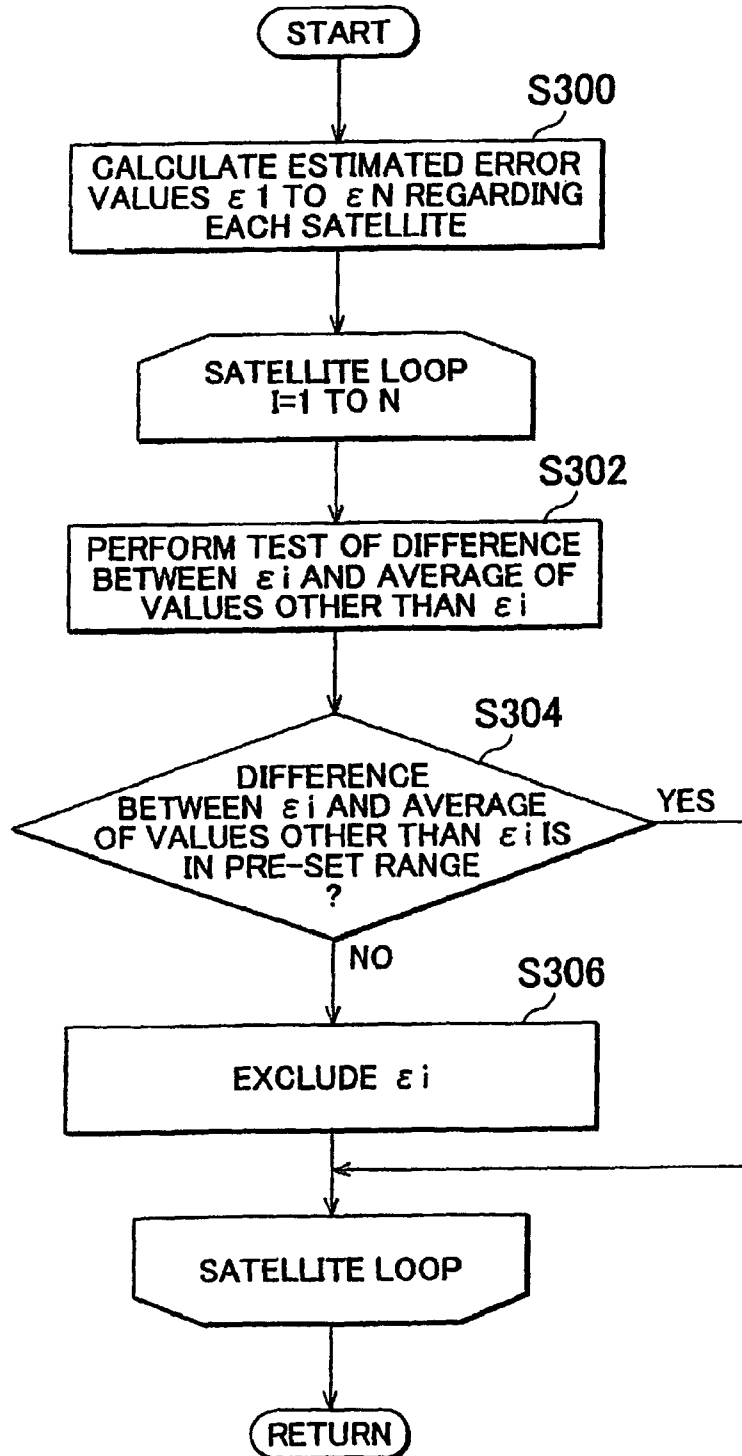 START
S300
CALCULATE ESTIMATED ERROR
VALUES ε1 TO εN REGARDING
EACH SATELLITE
SATELLITE LOOP
I=1 TO N
S302
PERFORM TEST OF DIFFERENCE
BETWEEN εi AND AVERAGE OF
VALUES OTHER THAN εi
S304
DIFFERENCE
BETWEEN εi AND AVERAGE
OF VALUES OTHER THAN εi IS
IN PRE-SET RANGE
?
YES
NO
S306
EXCLUDE εi
SATELLITE LOOP
RETURN